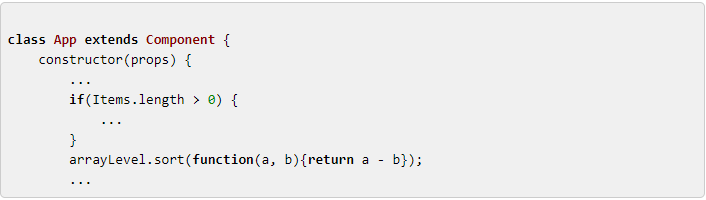 class App extends Component {
    constructor(props) {
        ...
        if(Items.length > 0) {
            ...
        }
        arrayLevel.sort(function(a, b){return a - b});
        ...